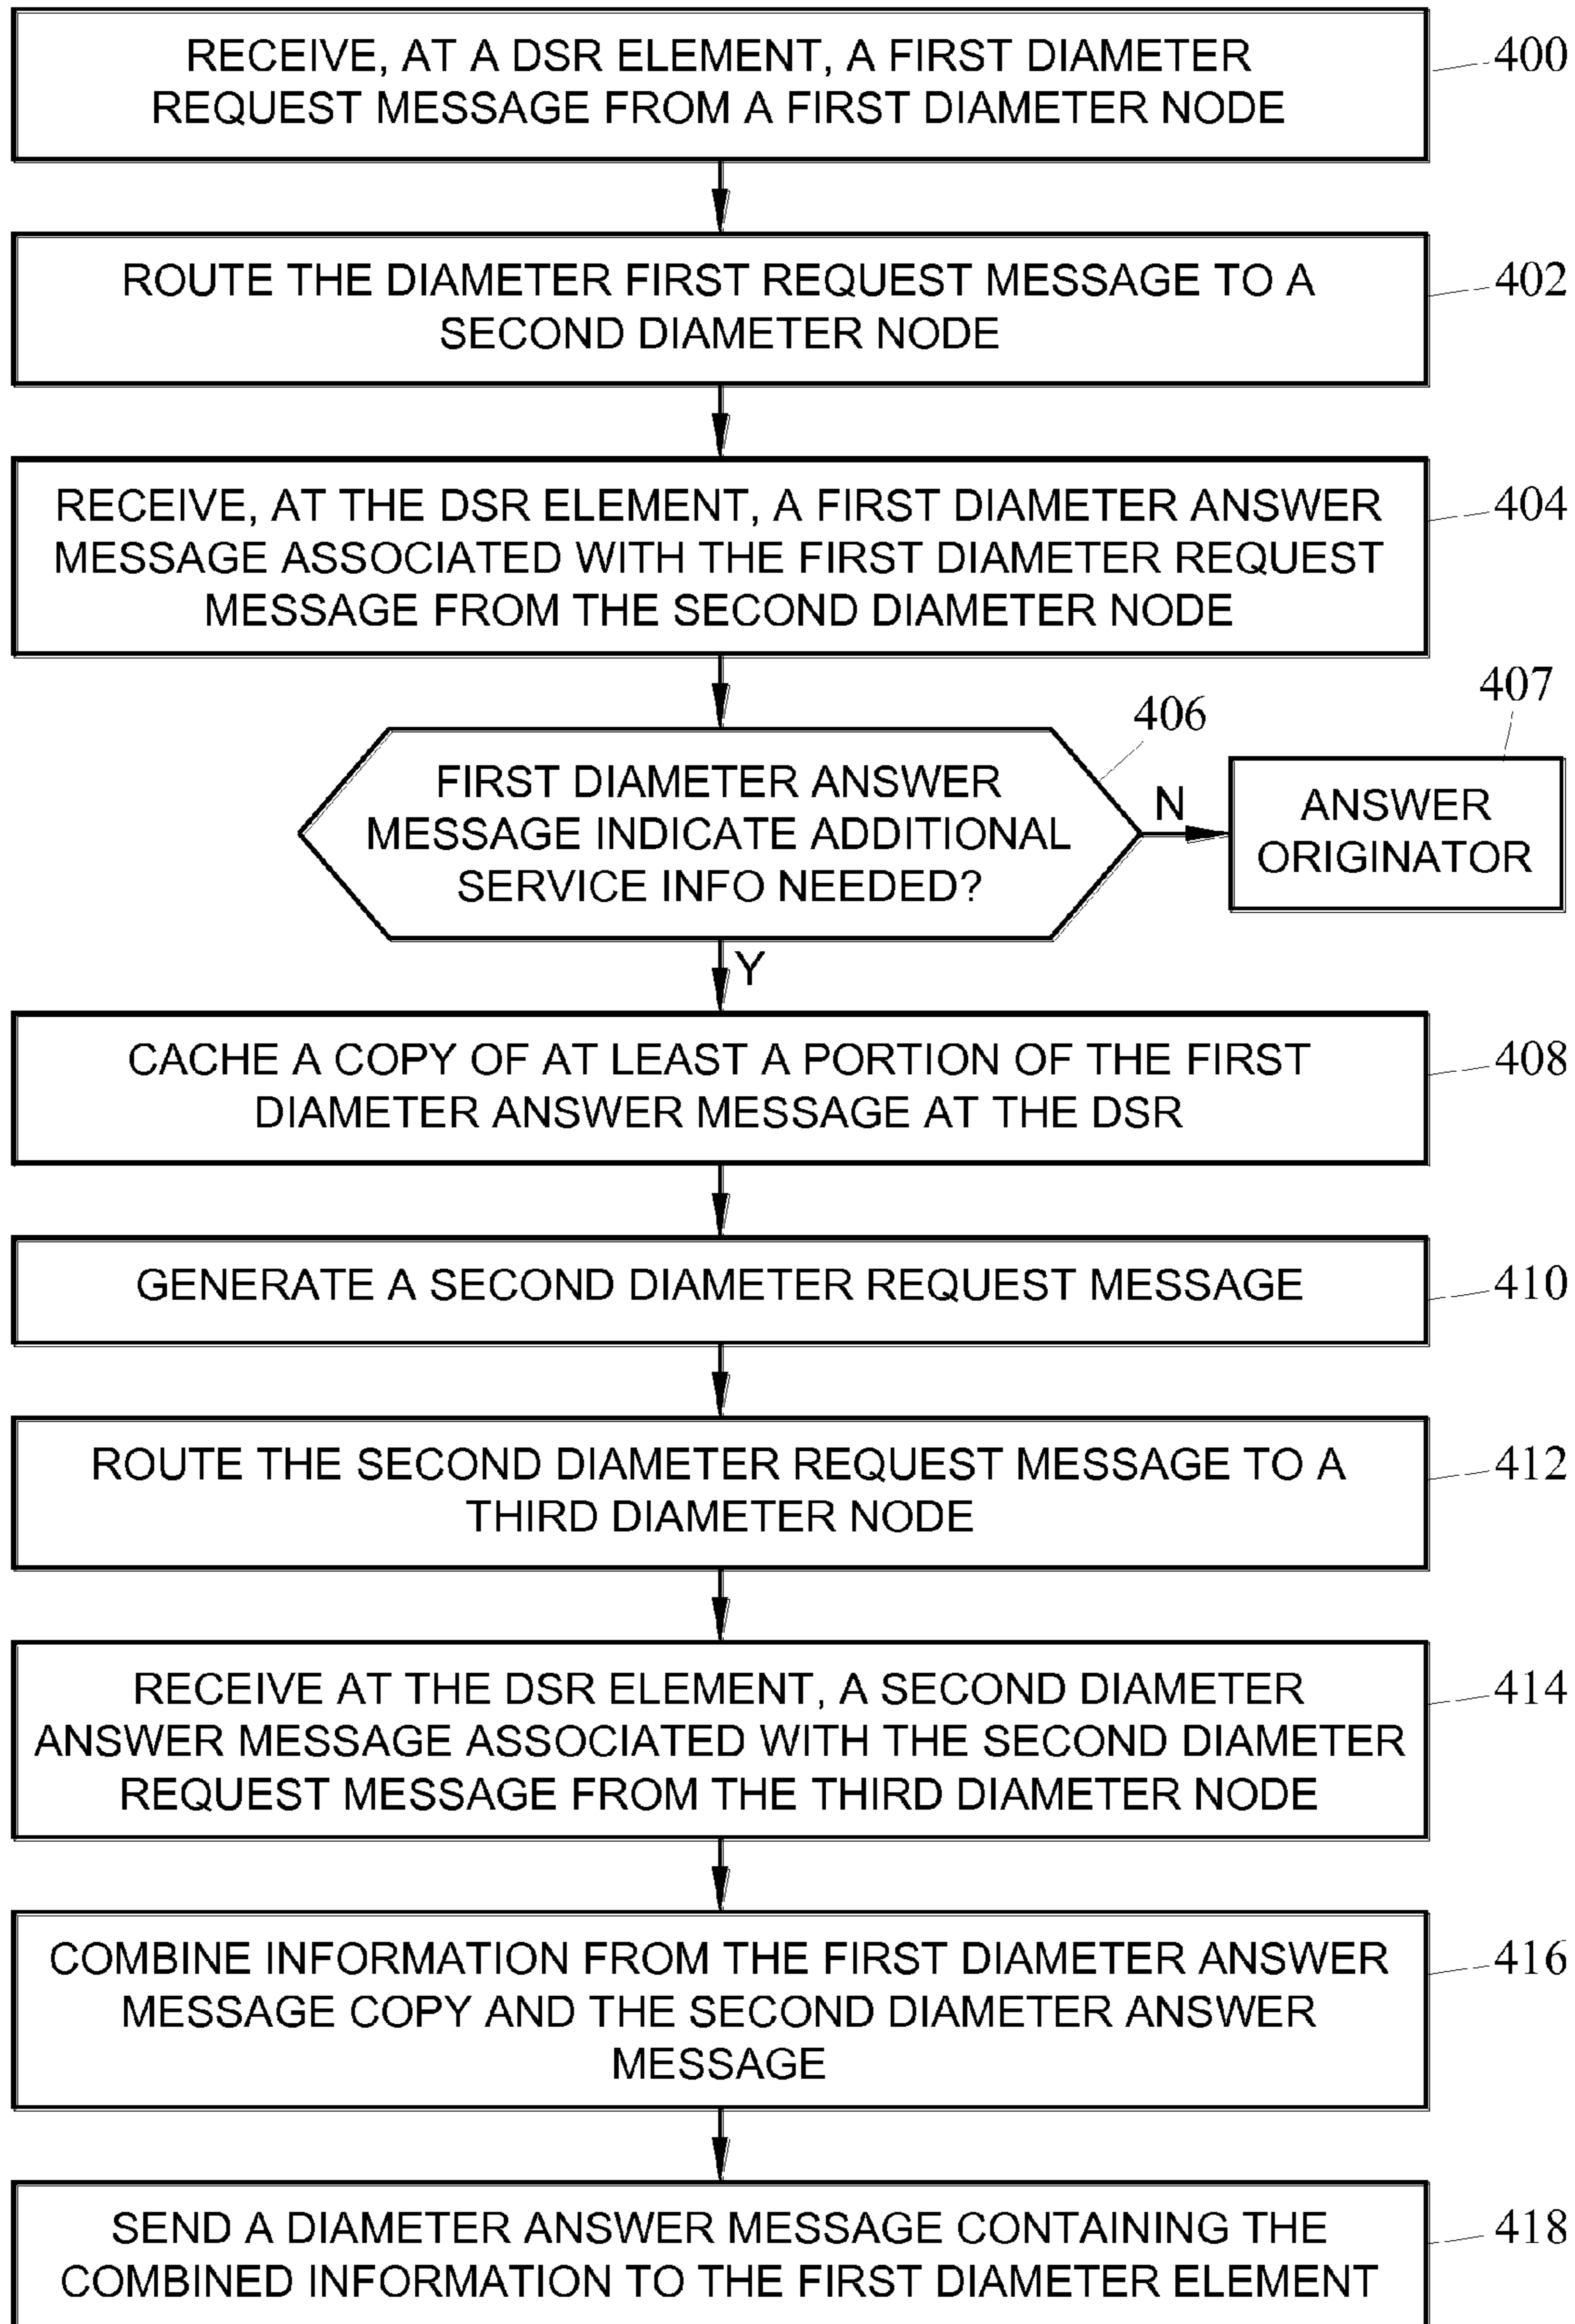 RECEIVE, AT A DSR ELEMENT, A FIRST DIAMETER
REQUEST MESSAGE FROM A FIRST DIAMETER NODE
400
ROUTE THE DIAMETER FIRST REQUEST MESSAGE TO A
SECOND DIAMETER NODE
402
RECEIVE, AT THE DSR ELEMENT, A FIRST DIAMETER ANSWER
MESSAGE ASSOCIATED WITH THE FIRST DIAMETER REQUEST
MESSAGE FROM THE SECOND DIAMETER NODE
404
FIRST DIAMETER ANSWER
MESSAGE INDICATE ADDITIONAL
SERVICE INFO NEEDED?
406
N
ANSWER
ORIGINATOR
407
Y
CACHE A COPY OF AT LEAST A PORTION OF THE FIRST
DIAMETER ANSWER MESSAGE AT THE DSR
408
GENERATE A SECOND DIAMETER REQUEST MESSAGE
410
ROUTE THE SECOND DIAMETER REQUEST MESSAGE TO A
THIRD DIAMETER NODE
412
RECEIVE AT THE DSR ELEMENT, A SECOND DIAMETER
ANSWER MESSAGE ASSOCIATED WITH THE SECOND DIAMETER
REQUEST MESSAGE FROM THE THIRD DIAMETER NODE
414
COMBINE INFORMATION FROM THE FIRST DIAMETER ANSWER
MESSAGE COPY AND THE SECOND DIAMETER ANSWER
MESSAGE
416
SEND A DIAMETER ANSWER MESSAGE CONTAINING THE
COMBINED INFORMATION TO THE FIRST DIAMETER ELEMENT
418